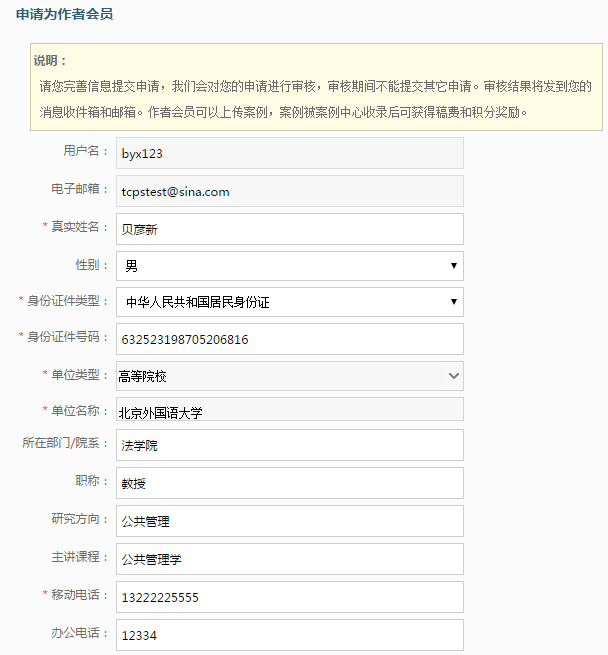 申请为作者会员
说明：
请您完善信息提交申请，我们会对您的申请进行审核，审核期间不能提交其它申请。审核结果将发到您的
消息收件箱和邮箱。作者会员可以上传案例，案例被案例中心收录后可获得稿费和积分奖励。
用户名： byx123
电子邮箱： tcpstest@sina.com
* 真实姓名： 贝彦新
性别： 男
* 身份证件类型： 中华人民共和国居民身份证
* 身份证件号码： 632523198705206816
* 单位类型： 高等院校
* 单位名称： 北京外国语大学
所在部门/院系： 法学院
职称： 教授
研究方向： 公共管理
主讲课程： 公共管理学
* 移动电话： 13222225555
办公电话： 12334